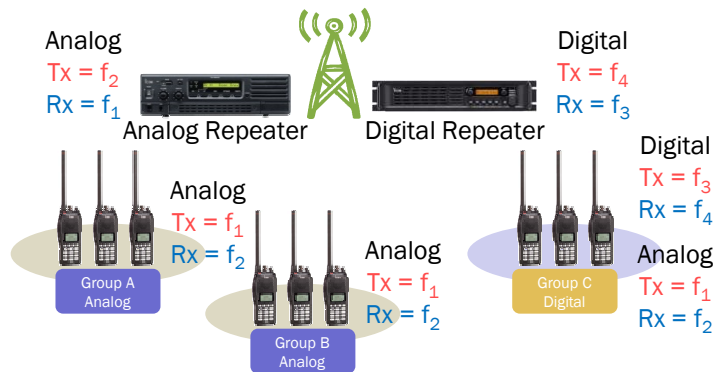 Analog
Tx = f₂
Rx = f₁
Analog Repeater
Digital
Tx = f₄
Rx = f₃
Digital Repeater
Analog
Tx = f₁
Rx = f₂
Group A
Analog
Analog
Tx = f₁
Rx = f₂
Group B
Analog
Digital
Tx = f₃
Rx = f₄
Analog
Tx = f₁
Rx = f₂
Group C
Digital